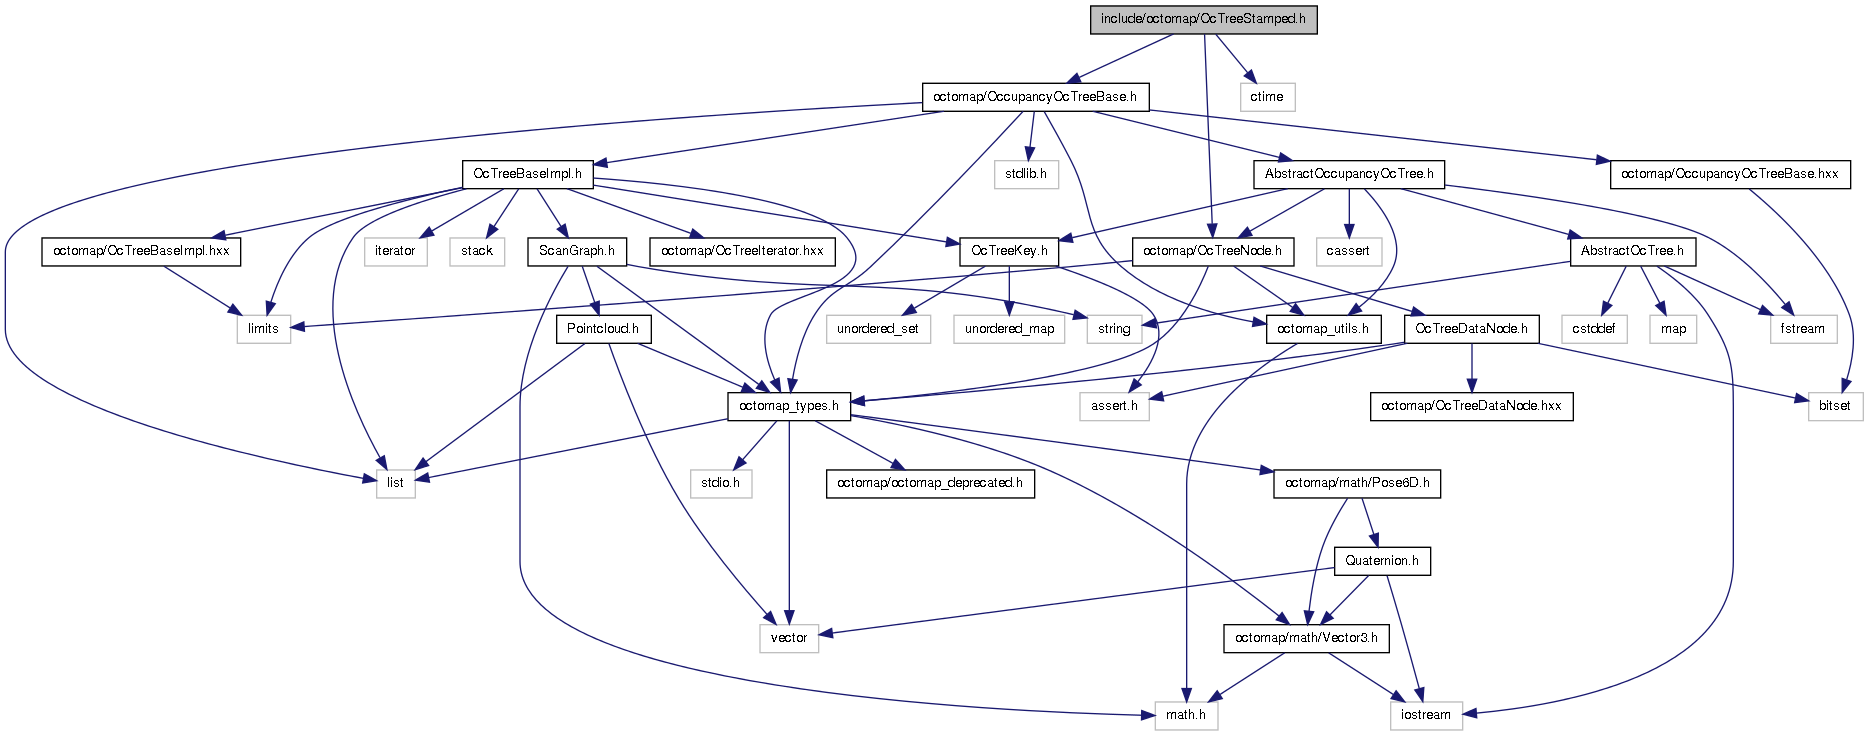 include/octomap/OcTreeStamped.h
octomap/OccupancyOcTreeBase.h
ctime
OcTreeBaseImpl.h
stdlib.h
AbstractOccupancyOcTree.h
octomap/OccupancyOcTreeBase.hxx
octomap/OcTreeBaseImpl.hxx
iterator
stack
ScanGraph.h
octomap/OcTreeIterator.hxx
OcTreeKey.h
octomap/OcTreeNode.h
cassert
AbstractOcTree.h
limits
Pointcloud.h
unordered_set
unordered_map
string
octomap_utils.h
OcTreeDataNode.h
cstddef
map
fstream
octomap_types.h
assert.h
octomap/OcTreeDataNode.hxx
bitset
list
stdio.h
octomap/octomap_deprecated.h
octomap/math/Pose6D.h
Quaternion.h
vector
octomap/math/Vector3.h
math.h
iostream